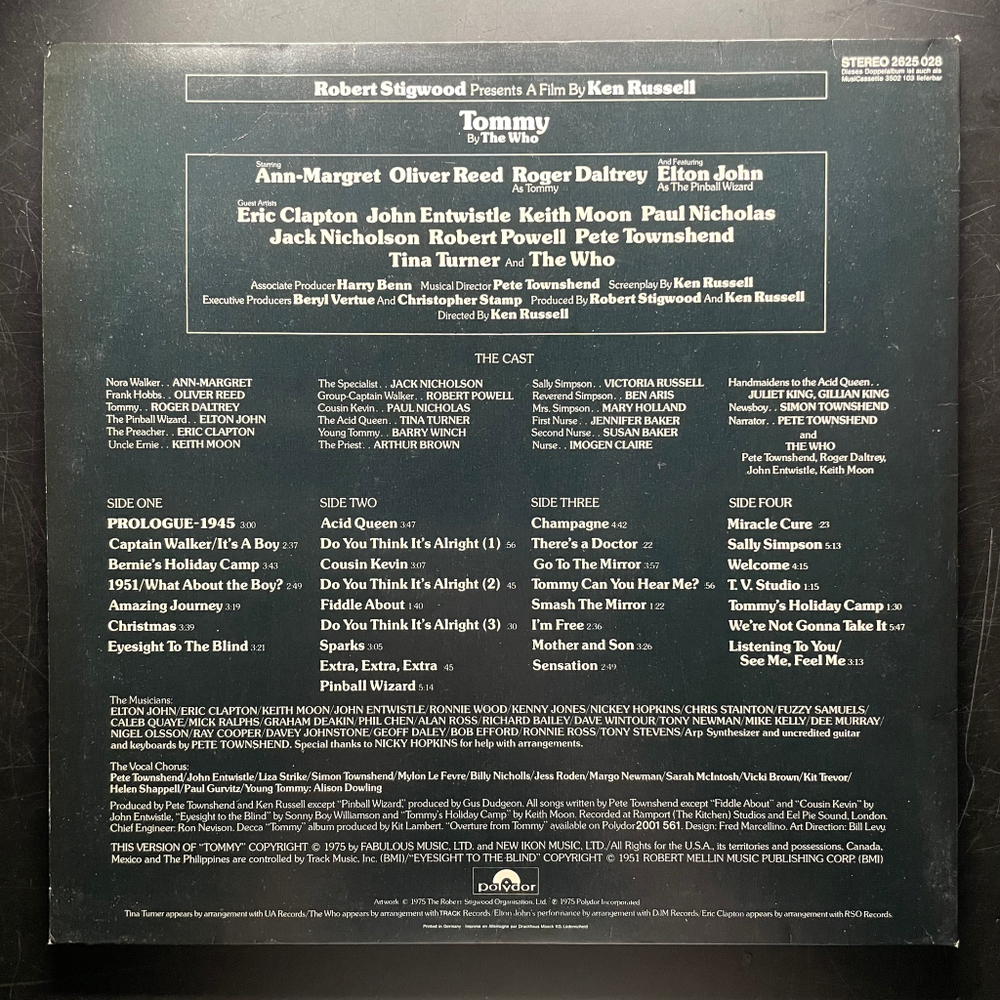 STEREO 2625 028
Dieses Doppelalbum ist auch als
MusiCassette 3502 103 lieferbar
Robert Stigwood Presents A Film By Ken Russell
Tommy
By The Who
Starring
Ann-Margret Oliver Reed Roger Daltrey
As Tommy
And Featuring
Elton John
As The Pinball Wizard
Guest Artists
Eric Clapton John Entwistle Keith Moon Paul Nicholas
Jack Nicholson Robert Powell Pete Townshend
Tina Turner And The Who
Associate Producer Harry Benn Musical Director Pete Townshend Screenplay By Ken Russell
Executive Producers Beryl Vertue And Christopher Stamp Produced By Robert Stigwood And Ken Russell
Directed By Ken Russell
THE CAST
Nora Walker. . ANN-MARGRET
Frank Hobbs. . OLIVER REED
Tommy. . ROGER DALTREY
The Pinball Wizard. . ELTON JOHN
The Preacher. . ERIC CLAPTON
Uncle Ernie. . KEITH MOON
The Specialist. . JACK NICHOLSON
Group-Captain Walker. . ROBERT POWELL
Cousin Kevin. . PAUL NICHOLAS
The Acid Queen. . TINA TURNER
Young Tommy. . BARRY WINCH
The Priest. . ARTHUR BROWN
Sally Simpson. . VICTORIA RUSSELL
Reverend Simpson. . BEN ARIS
Mrs. Simpson. . MARY HOLLAND
First Nurse. . JENNIFER BAKER
Second Nurse. . SUSAN BAKER
Nurse. . IMOGEN CLAIRE
Handmaidens to the Acid Queen. .
JULIET KING, GILLIAN KING
Newsboy. . SIMON TOWNSHEND
Narrator. . PETE TOWNSHEND
and
THE WHO
Pete Townshend, Roger Daltrey,
John Entwistle, Keith Moon
SIDE ONE
PROLOGUE-1945 3:00
Captain Walker/It's A Boy 2:37
Bernie's Holiday Camp 3:43
1951/What About the Boy? 2:49
Amazing Journey 3:19
Christmas 3:39
Eyesight To The Blind 3:21
SIDE TWO
Acid Queen 3:47
Do You Think It's Alright (1) :56
Cousin Kevin 3:07
Do You Think It's Alright (2) :45
Fiddle About 1:40
Do You Think It's Alright (3) :30
Sparks 3:05
Extra, Extra, Extra :45
Pinball Wizard 5:14
SIDE THREE
Champagne 4:42
There's a Doctor :22
Go To The Mirror 3:57
Tommy Can You Hear Me? :56
Smash The Mirror 1:22
I'm Free 2:36
Mother and Son 3:26
Sensation 2:49
SIDE FOUR
Miracle Cure :23
Sally Simpson 5:13
Welcome 4:15
T.V. Studio 1:15
Tommy's Holiday Camp 1:30
We're Not Gonna Take It 5:47
Listening To You/
See Me, Feel Me 3:13
The Musicians:
ELTON JOHN/ERIC CLAPTON/KEITH MOON/JOHN ENTWISTLE/RONNIE WOOD/KENNY JONES/NICKEY HOPKINS/CHRIS STAINTON/FUZZY SAMUELS/
CALEB QUAYE/MICK RALPHS/GRAHAM DEAKIN/PHIL CHEN/ALAN ROSS/RICHARD BAILEY/DAVE WINTOUR/TONY NEWMAN/MIKE KELLY/DEE MURRAY/
NIGEL OLSSON/RAY COOPER/DAVEY JOHNSTONE/GEOFF DALEY/BOB EFFORD/RONNIE ROSS/TONY STEVENS/Arp Synthesizer and uncredited guitar
and keyboards by PETE TOWNSHEND. Special thanks to NICKY HOPKINS for help with arrangements.
The Vocal Chorus:
Pete Townshend/John Entwistle/Liza Strike/Simon Townshend/Mylon Le Fevre/Billy Nicholls/Jess Roden/Margo Newman/Sarah McIntosh/Vicki Brown/Kit Trevor/
Helen Shappell/Paul Gurvitz/Young Tommy: Alison Dowling
Produced by Pete Townshend and Ken Russell except "Pinball Wizard," produced by Gus Dudgeon. All songs written by Pete Townshend except "Fiddle About" and "Cousin Kevin" by
John Entwistle, "Eyesight to the Blind" by Sonny Boy Williamson and "Tommy's Holiday Camp" by Keith Moon. Recorded at Ramport (The Kitchen) Studios and Eel Pie Sound, London.
Chief Engineer: Ron Nevison. Decca "Tommy" album produced by Kit Lambert. "Overture from Tommy" available on Polydor 2001 561. Design: Fred Marcellino. Art Direction: Bill Levy.
THIS VERSION OF "TOMMY" COPYRIGHT © 1975 by FABULOUS MUSIC, LTD. and NEW IKON MUSIC, LTD./All Rights for the U.S.A., its territories and possessions, Canada,
Mexico and The Philippines are controlled by Track Music, Inc. (BMI)/"EYESIGHT TO THE BLIND" COPYRIGHT © 1951 ROBERT MELLIN MUSIC PUBLISHING CORP. (BMI)
polydor
Artwork © 1975 The Robert Stigwood Organisation, Ltd. ℗ 1975 Polydor Incorporated
Tina Turner appears by arrangement with UA Records/The Who appears by arrangement with TRACK Records/Elton John's performance by arrangement with DJM Records/Eric Clapton appears by arrangement with RSO Records.
Printed in Germany · Imprimé en Allemagne par Druckhaus Maack KG, Lüdenscheid